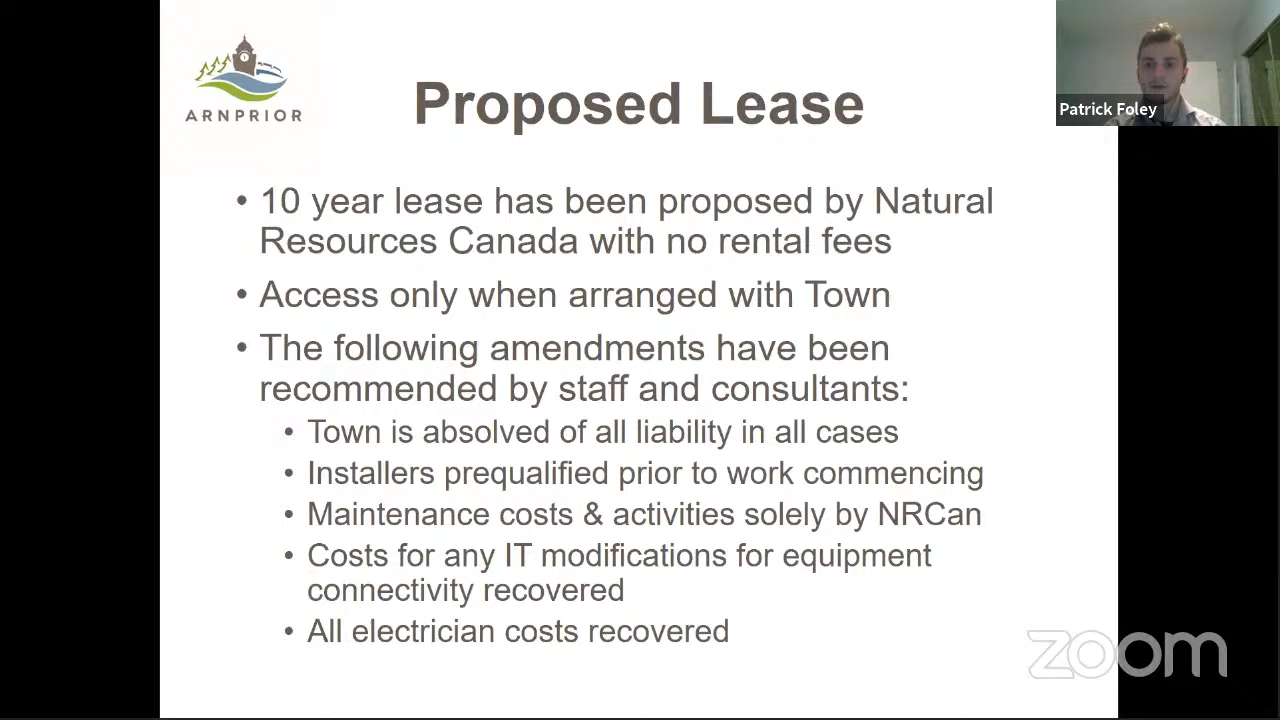 ARNPRIOR
Proposed Lease
Patrick Foley
• 10 year lease has been proposed by Natural
Resources Canada with no rental fees
• Access only when arranged with Town
• The following amendments have been
recommended by staff and consultants:
• Town is absolved of all liability in all cases
• Installers prequalified prior to work commencing
• Maintenance costs & activities solely by NRCan
• Costs for any IT modifications for equipment
connectivity recovered
• All electrician costs recovered
zoom